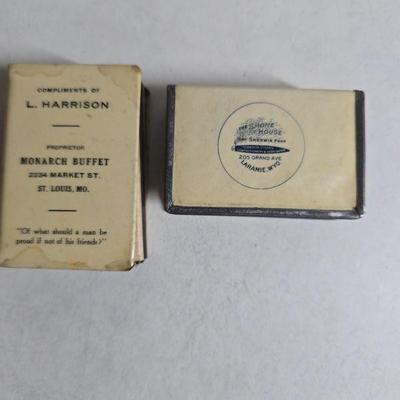 COMPLIMENTS OF
L. HARRISON
PROPRIETOR
MONARCH BUFFET
2234 MARKET ST.
ST. LOUIS, MO.
"Of what should a man be
proud if not of his friends?"
THE HOME
HOUSE
205 GRAND AVE
LARAMIE, WYO